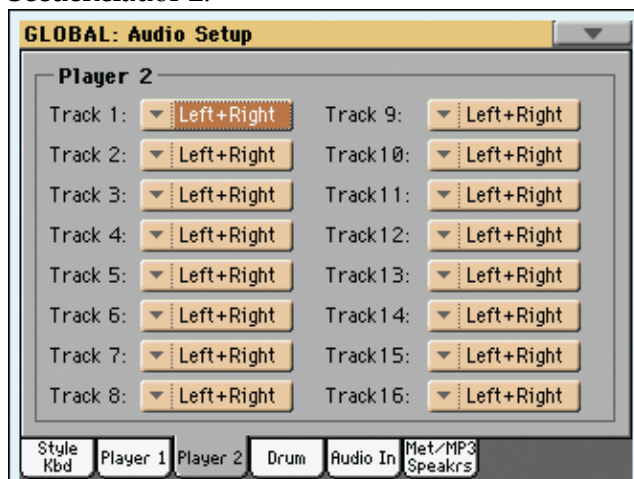 GLOBAL: Audio Setup
Player 2
Track 1: Left+Right Track 9: Left+Right
Track 2: Left+Right Track10: Left+Right
Track 3: Left+Right Track11: Left+Right
Track 4: Left+Right Track12: Left+Right
Track 5: Left+Right Track13: Left+Right
Track 6: Left+Right Track14: Left+Right
Track 7: Left+Right Track15: Left+Right
Track 8: Left+Right Track16: Left+Right
Style Kbd Player 1 Player 2 Drum Audio In Met/MP3 Speakrs